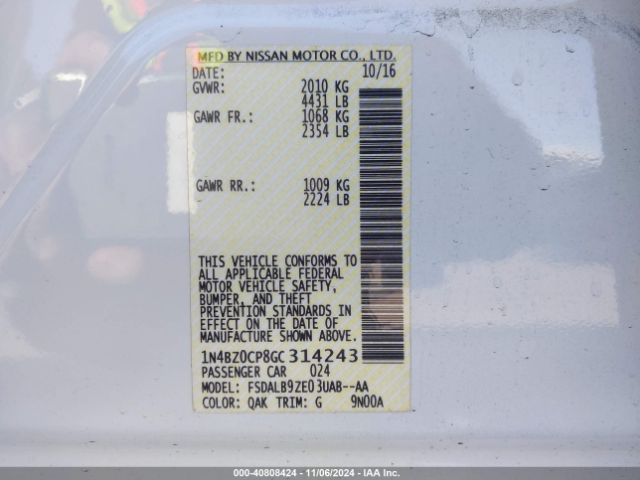 MFD BY NISSAN MOTOR CO., LTD.
DATE: 10/16
GVWR: 2010 KG
4431 LB
GAWR FR.: 1068 KG
2354 LB
GAWR RR.: 1009 KG
2224 LB
THIS VEHICLE CONFORMS TO
ALL APPLICABLE FEDERAL
MOTOR VEHICLE SAFETY,
BUMPER, AND THEFT
PREVENTION STANDARDS IN
EFFECT ON THE DATE OF
MANUFACTURE SHOWN ABOVE.
1N4BZ0CP8GC314243
PASSENGER CAR 024
MODEL: FSDALB9ZE03UAB--AA
COLOR: QAK TRIM: G 9N00A
000-40808424 - 11/06/2024 - IAA Inc.